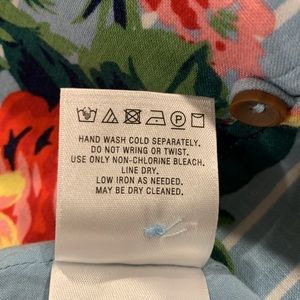 HAND WASH COLD SEPARATELY.
DO NOT WRING OR TWIST.
USE ONLY NON-CHLORINE BLEACH.
LINE DRY.
LOW IRON AS NEEDED.
MAY BE DRY CLEANED.